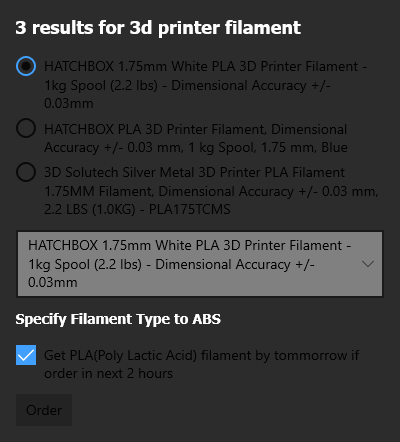 3 results for 3d printer filament
HATCHBOX 1.75mm White PLA 3D Printer Filament -
1kg Spool (2.2 lbs) - Dimensional Accuracy +/-
0.03mm
HATCHBOX PLA 3D Printer Filament, Dimensional
Accuracy +/- 0.03 mm, 1 kg Spool, 1.75 mm, Blue
3D Solutech Silver Metal 3D Printer PLA Filament
1.75MM Filament, Dimensional Accuracy +/- 0.03 mm,
2.2 LBS (1.0KG) - PLA175TCMS
HATCHBOX 1.75mm White PLA 3D Printer Filament -
1kg Spool (2.2 lbs) - Dimensional Accuracy +/-
0.03mm
Specify Filament Type to ABS
Get PLA(Poly Lactic Acid) filament by tommorrow if
order in next 2 hours
Order